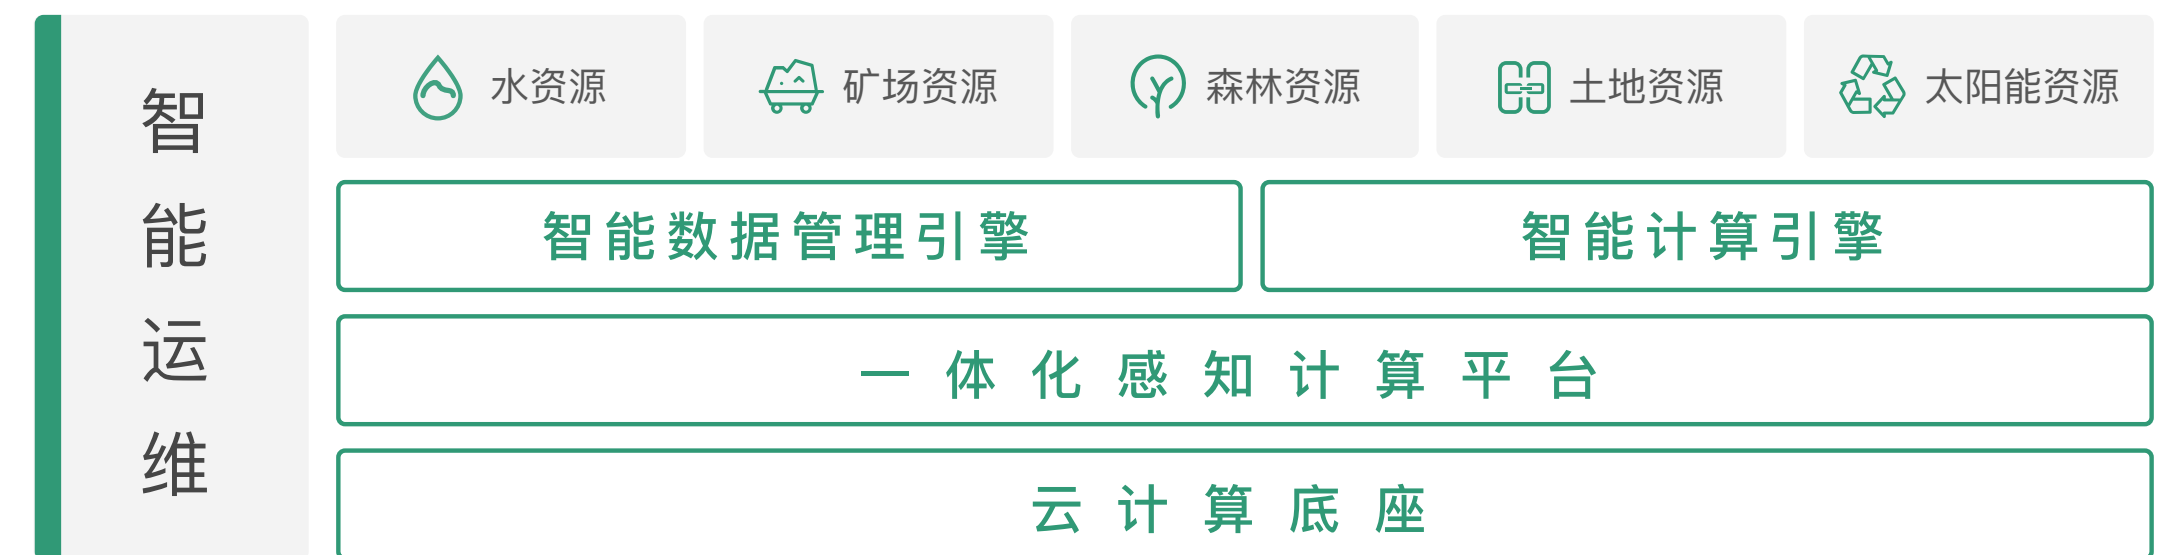 智能运维
水资源
矿场资源
森林资源
土地资源
太阳能资源
智能数据管理引擎
智能计算引擎
一体化感知计算平台
云计算底座